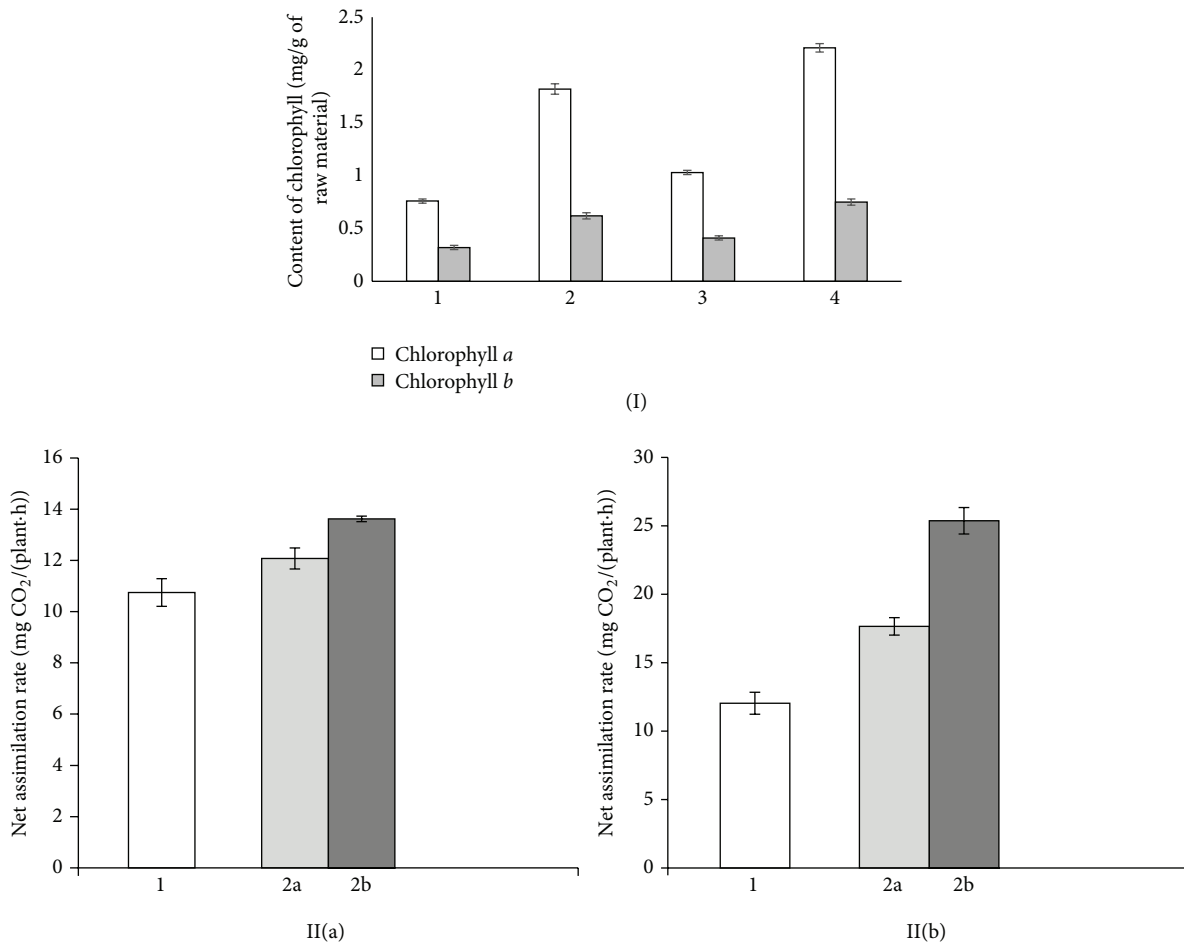 Content of chlorophyll (mg/g of
raw material)
2.5
2
1.5
1
0.5
0
1 2 3 4
Chlorophyll a
Chlorophyll b
(I)
Net assimilation rate (mg CO₂/(plant·h))
16
14
12
10
8
6
4
2
0
1 2a 2b
II(a)
Net assimilation rate (mg CO₂/(plant·h))
30
25
20
15
10
5
0
1 2a 2b
II(b)